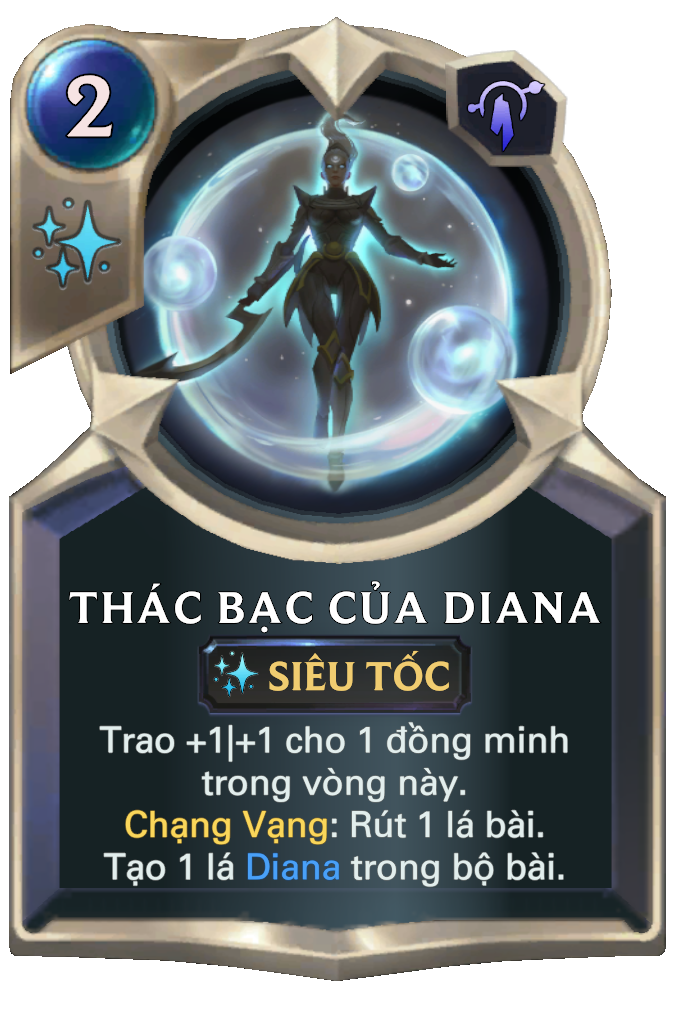 2
THÁC BẠC CỦA DIANA
SIÊU TỐC
Trao +1|+1 cho 1 đồng minh
trong vòng này.
Chạng Vạng: Rút 1 lá bài.
Tạo 1 lá Diana trong bộ bài.